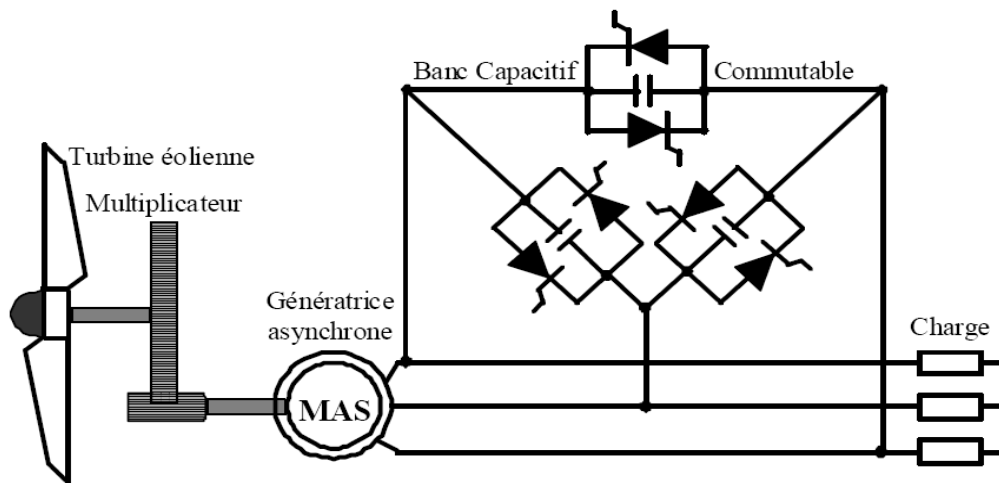 Banc Capacitif
Commutable
Turbine éolienne
Multiplicateur
Génératrice
asynchrone
Charge
MAS